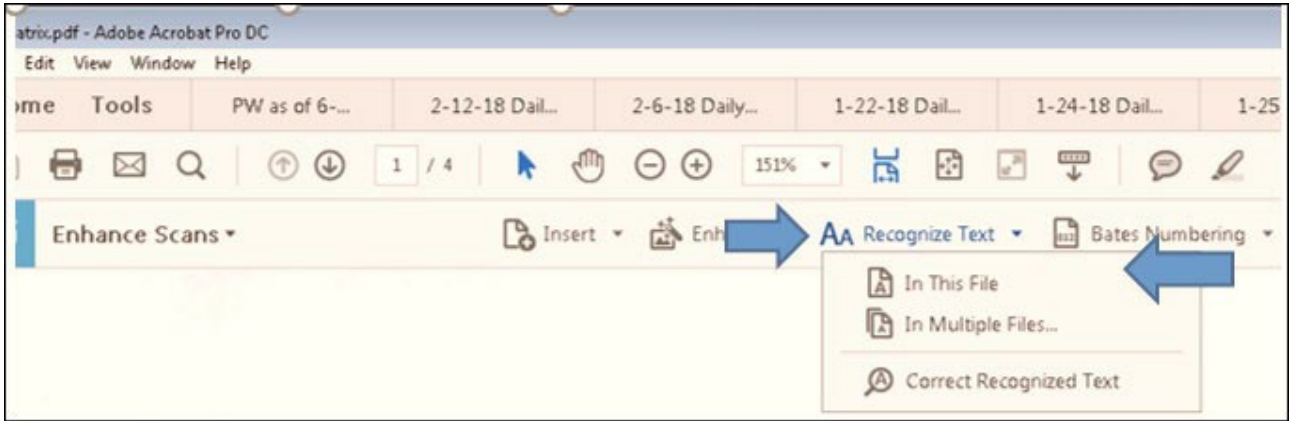 atrix.pdf - Adobe Acrobat Pro DC
Edit View Window Help
ome Tools PW as of 6-... 2-12-18 Dail... 2-6-18 Daily... 1-22-18 Dail... 1-24-18 Dail... 1-25
1 / 4 151%
Enhance Scans Insert Enh AA Recognize Text Bates Numbering
In This File
In Multiple Files...
Correct Recognized Text